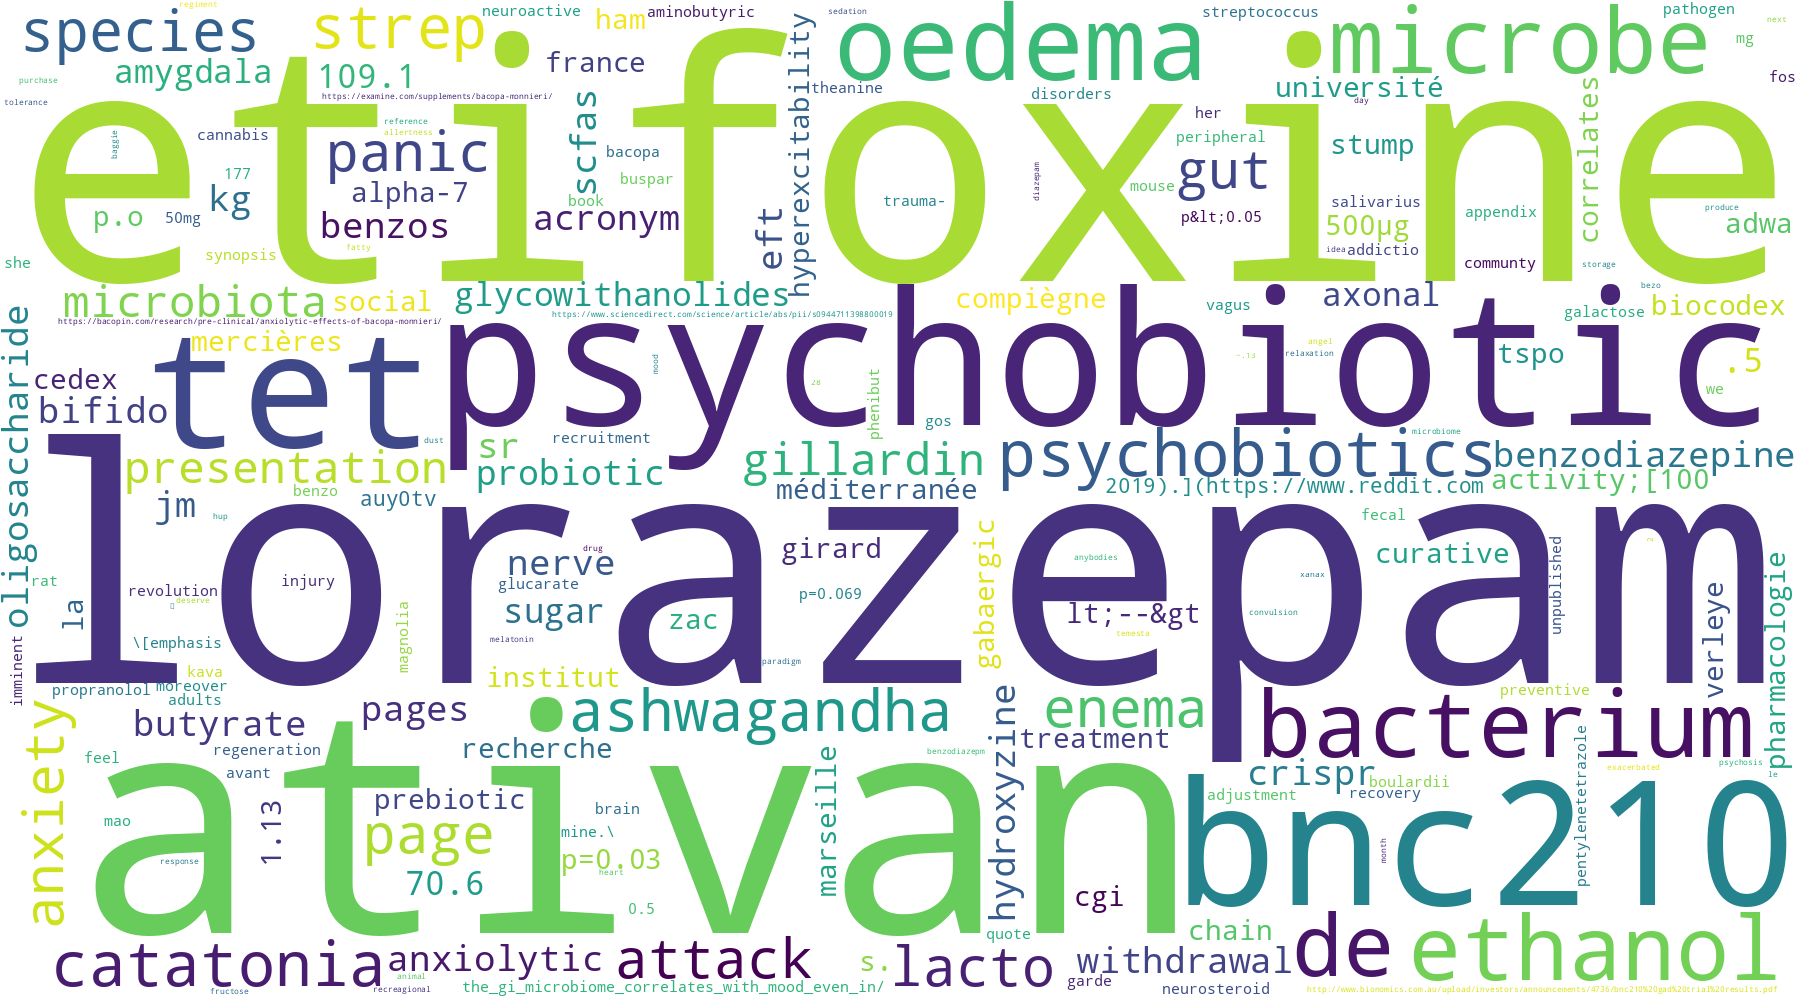 regiment
species
strep
neuroactive
ham
aminobutyric
sedation
streptococcus
pathogen
next
oedema
microbe
mg
amygdala
109.1
france
université
fos
purchase
tolerance
https://examine.com/supplements/bacopa-monnieri/
theanine
disorders
day
etifoxine
baggie
cannabis
reference
allertness
scfas
hyperexcitability
her
peripheral
stump
correlates
panic
bacopa
gut
177
alpha-7
buspar
diazepam
mouse
kg
book
trauma-
salivarius
p.o
50mg
benzos
acronym
eft
p&lt;0.05
500µg
appendix
produce
adwa
synopsis
fatty
idea
addictio
she
communty
storage
microbiota
social
glycowithanolides
compiègne
vagus
axonal
bezo
galactose
biocodex
https://bacopin.com/research/pre-clinical/anxiolytic-effects-of-bacopa-monnieri/
https://www.sciencedirect.com/science/article/abs/pii/s0944711398800019
mercières
angel
~.13
relaxation
tspo
.5
oligosaccharide
tet
psychobiotic
mood
cedex
28
phenibut
we
bifido
gos
dust
sr
recruitment
microbiome
presentation
probiotic
gillardin
psychobiotics
benzodiazepine
benzo
méditerranée
2019).](https://www.reddit.com
activity;[100
jm
auy0tv
hup
fecal
lorazepam
drug
girard
gabaergic
curative
unpublished
nerve
anybodies
rat
injury
glucarate
xanax
revolution
deserve
p=0.069
la
sugar
zac
lt;--&gt
convulsion
verleye
pharmacologie
imminent
\[emphasis
magnolia
melatonin
temesta
kava
paradigm
propranolol
moreover
institut
adults
preventive
anxiety
butyrate
pages
ashwagandha
enema
bacterium
feel
regeneration
recherche
hydroxyzine
treatment
benzodiazepm
avant
crispr
exacerbated
psychosis
le
boulardii
ativan
marseille
prebiotic
brain
adjustment
recovery
mao
1.13
page
mine.\
bnc210
month
pentylenetetrazole
response
p=0.03
heart
70.6
cgi
0.5
quote
chain
de
ethanol
catatonia
anxiolytic
attack
s.
lacto
withdrawal
animal
garde
fructose
recreagional
the_gi_microbiome_correlates_with_mood_even_in/
neurosteroid
http://www.bionomics.com.au/upload/investors/announcements/4736/bnc210%20gad%20trial%20results.pdf